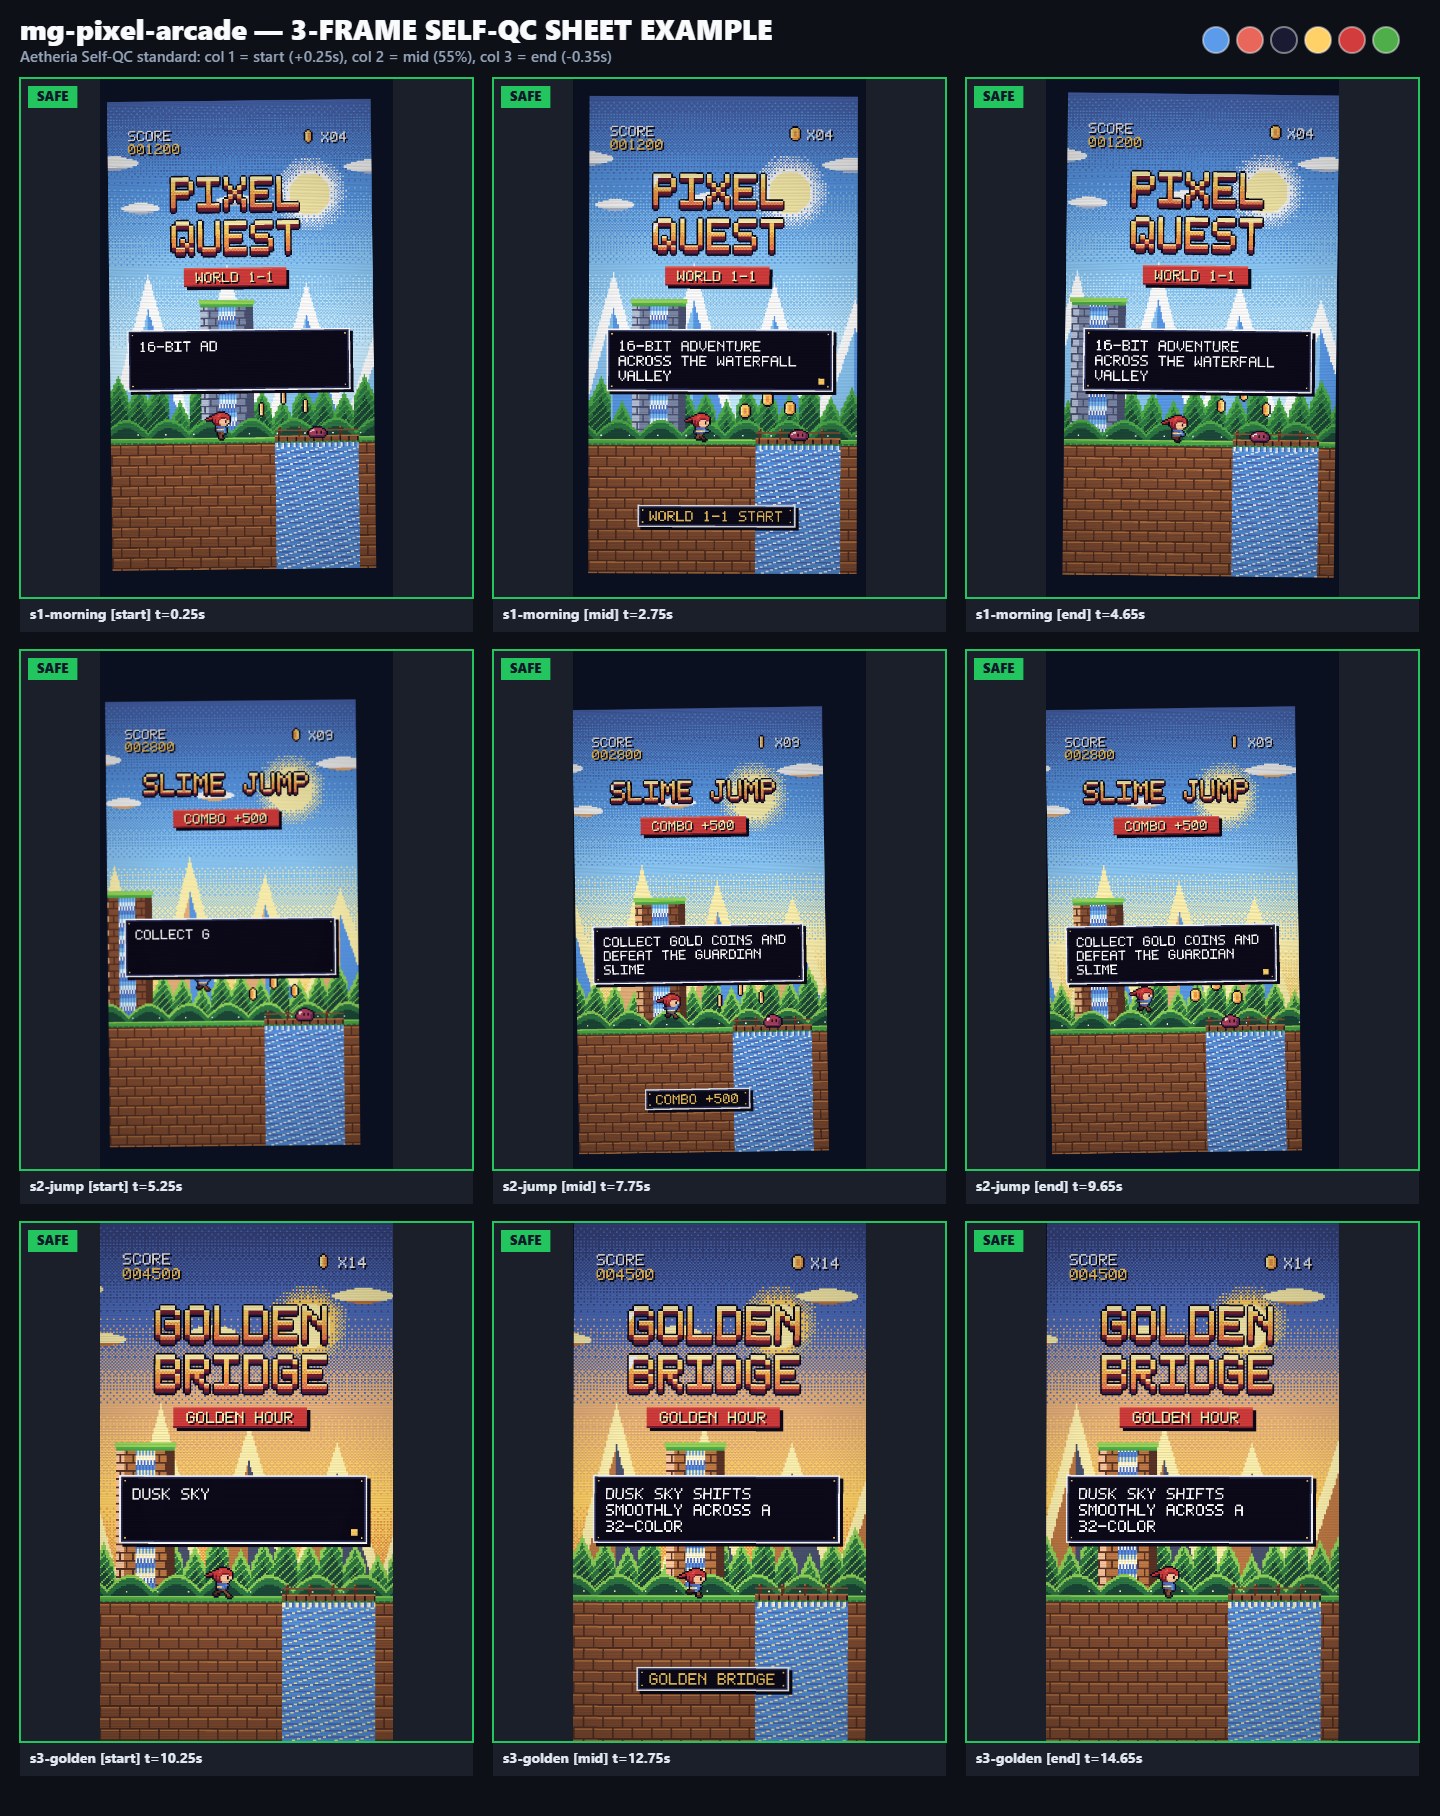 mg-pixel-arcade — 3-FRAME SELF-QC SHEET EXAMPLE
Aetheria Self-QC standard: col 1 = start (+0.25s), col 2 = mid (55%), col 3 = end (-0.35s)
SAFE
SCORE
001200
X04
PIXEL
QUEST
WORLD 1-1
16-BIT AD
s1-morning [start] t=0.25s
SAFE
SCORE
001200
X04
PIXEL
QUEST
WORLD 1-1
16-BIT ADVENTURE
ACROSS THE WATERFALL
VALLEY
WORLD 1-1 START
s1-morning [mid] t=2.75s
SAFE
SCORE
001200
X04
PIXEL
QUEST
WORLD 1-1
16-BIT ADVENTURE
ACROSS THE WATERFALL
VALLEY
s1-morning [end] t=4.65s
SAFE
SCORE
002800
X09
SLIME JUMP
COMBO +500
COLLECT G
s2-jump [start] t=5.25s
SAFE
SCORE
002800
X09
SLIME JUMP
COMBO +500
COLLECT GOLD COINS AND
DEFEAT THE GUARDIAN
SLIME
COMBO +500
s2-jump [mid] t=7.75s
SAFE
SCORE
002800
X09
SLIME JUMP
COMBO +500
COLLECT GOLD COINS AND
DEFEAT THE GUARDIAN
SLIME
s2-jump [end] t=9.65s
SAFE
SCORE
004500
X14
GOLDEN
BRIDGE
GOLDEN HOUR
DUSK SKY
s3-golden [start] t=10.25s
SAFE
SCORE
004500
X14
GOLDEN
BRIDGE
GOLDEN HOUR
DUSK SKY SHIFTS
SMOOTHLY ACROSS A
32-COLOR
GOLDEN BRIDGE
s3-golden [mid] t=12.75s
SAFE
SCORE
004500
X14
GOLDEN
BRIDGE
GOLDEN HOUR
DUSK SKY SHIFTS
SMOOTHLY ACROSS A
32-COLOR
s3-golden [end] t=14.65s